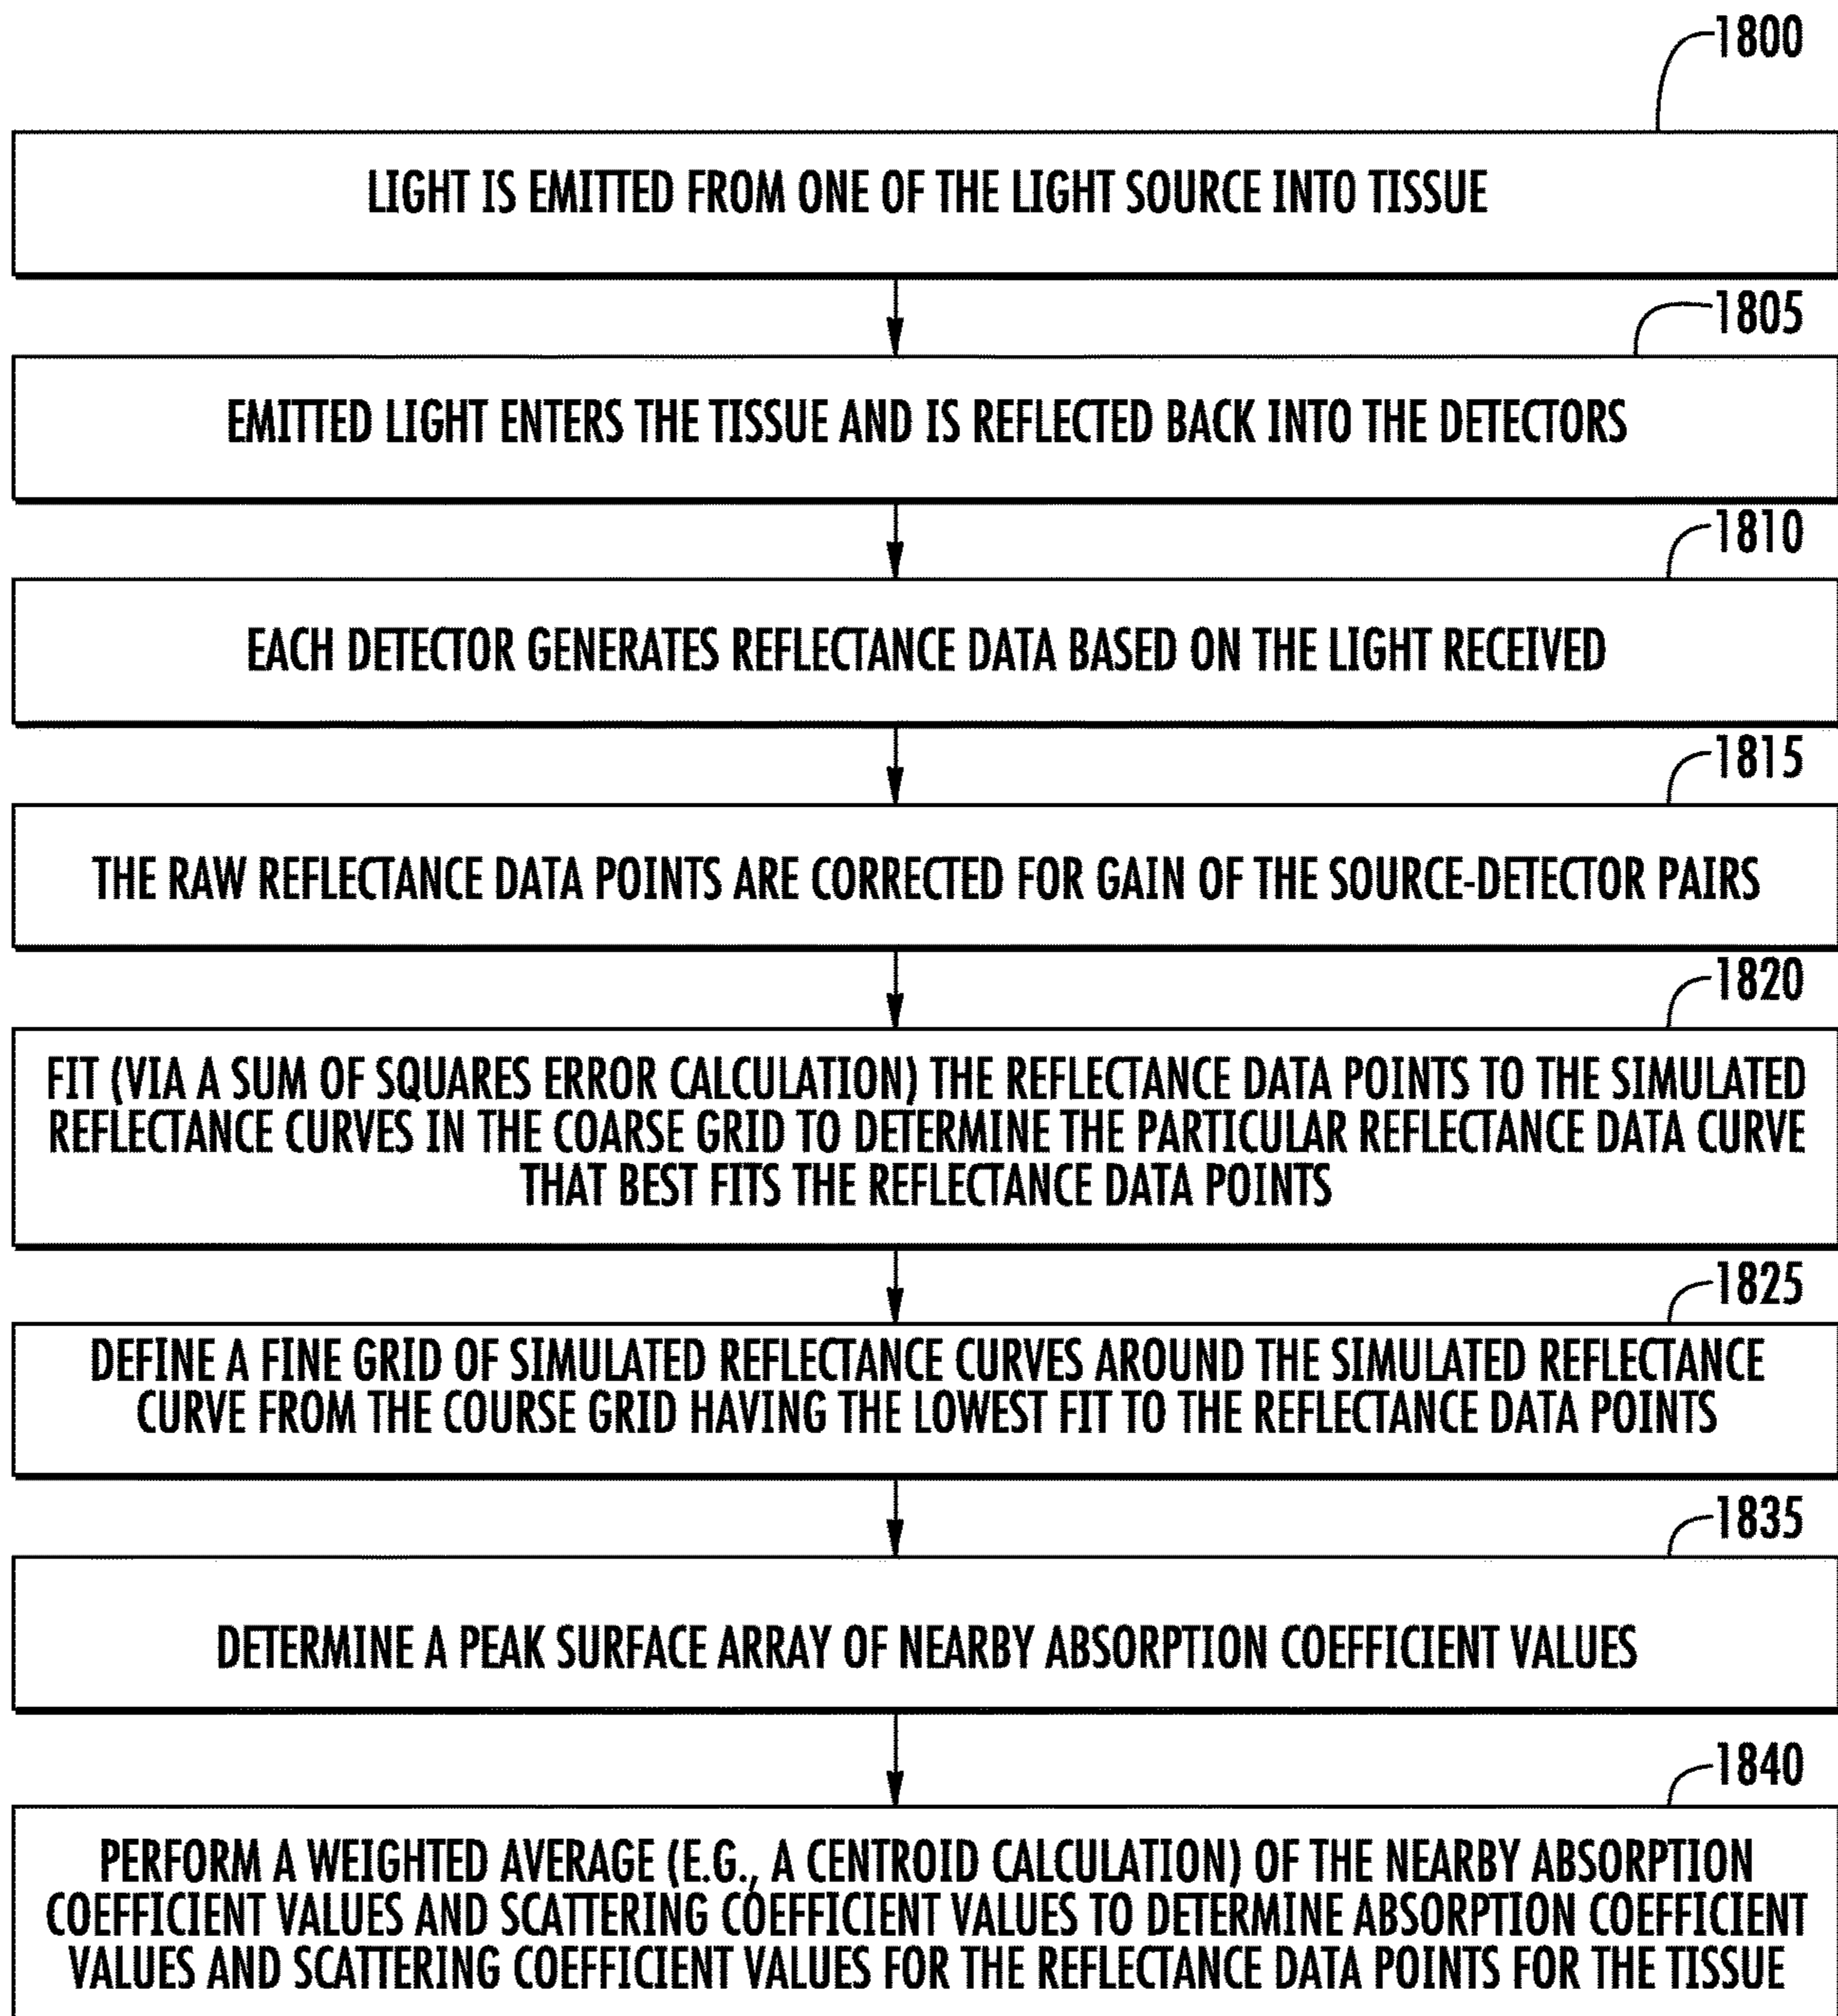 1800
LIGHT IS EMITTED FROM ONE OF THE LIGHT SOURCE INTO TISSUE
1805
EMITTED LIGHT ENTERS THE TISSUE AND IS REFLECTED BACK INTO THE DETECTORS
1810
EACH DETECTOR GENERATES REFLECTANCE DATA BASED ON THE LIGHT RECEIVED
1815
THE RAW REFLECTANCE DATA POINTS ARE CORRECTED FOR GAIN OF THE SOURCE-DETECTOR PAIRS
1820
FIT (VIA A SUM OF SQUARES ERROR CALCULATION) THE REFLECTANCE DATA POINTS TO THE SIMULATED
REFLECTANCE CURVES IN THE COARSE GRID TO DETERMINE THE PARTICULAR REFLECTANCE DATA CURVE
THAT BEST FITS THE REFLECTANCE DATA POINTS
1825
DEFINE A FINE GRID OF SIMULATED REFLECTANCE CURVES AROUND THE SIMULATED REFLECTANCE
CURVE FROM THE COURSE GRID HAVING THE LOWEST FIT TO THE REFLECTANCE DATA POINTS
1835
DETERMINE A PEAK SURFACE ARRAY OF NEARBY ABSORPTION COEFFICIENT VALUES
1840
PERFORM A WEIGHTED AVERAGE (E.G., A CENTROID CALCULATION) OF THE NEARBY ABSORPTION
COEFFICIENT VALUES AND SCATTERING COEFFICIENT VALUES TO DETERMINE ABSORPTION COEFFICIENT
VALUES AND SCATTERING COEFFICIENT VALUES FOR THE REFLECTANCE DATA POINTS FOR THE TISSUE